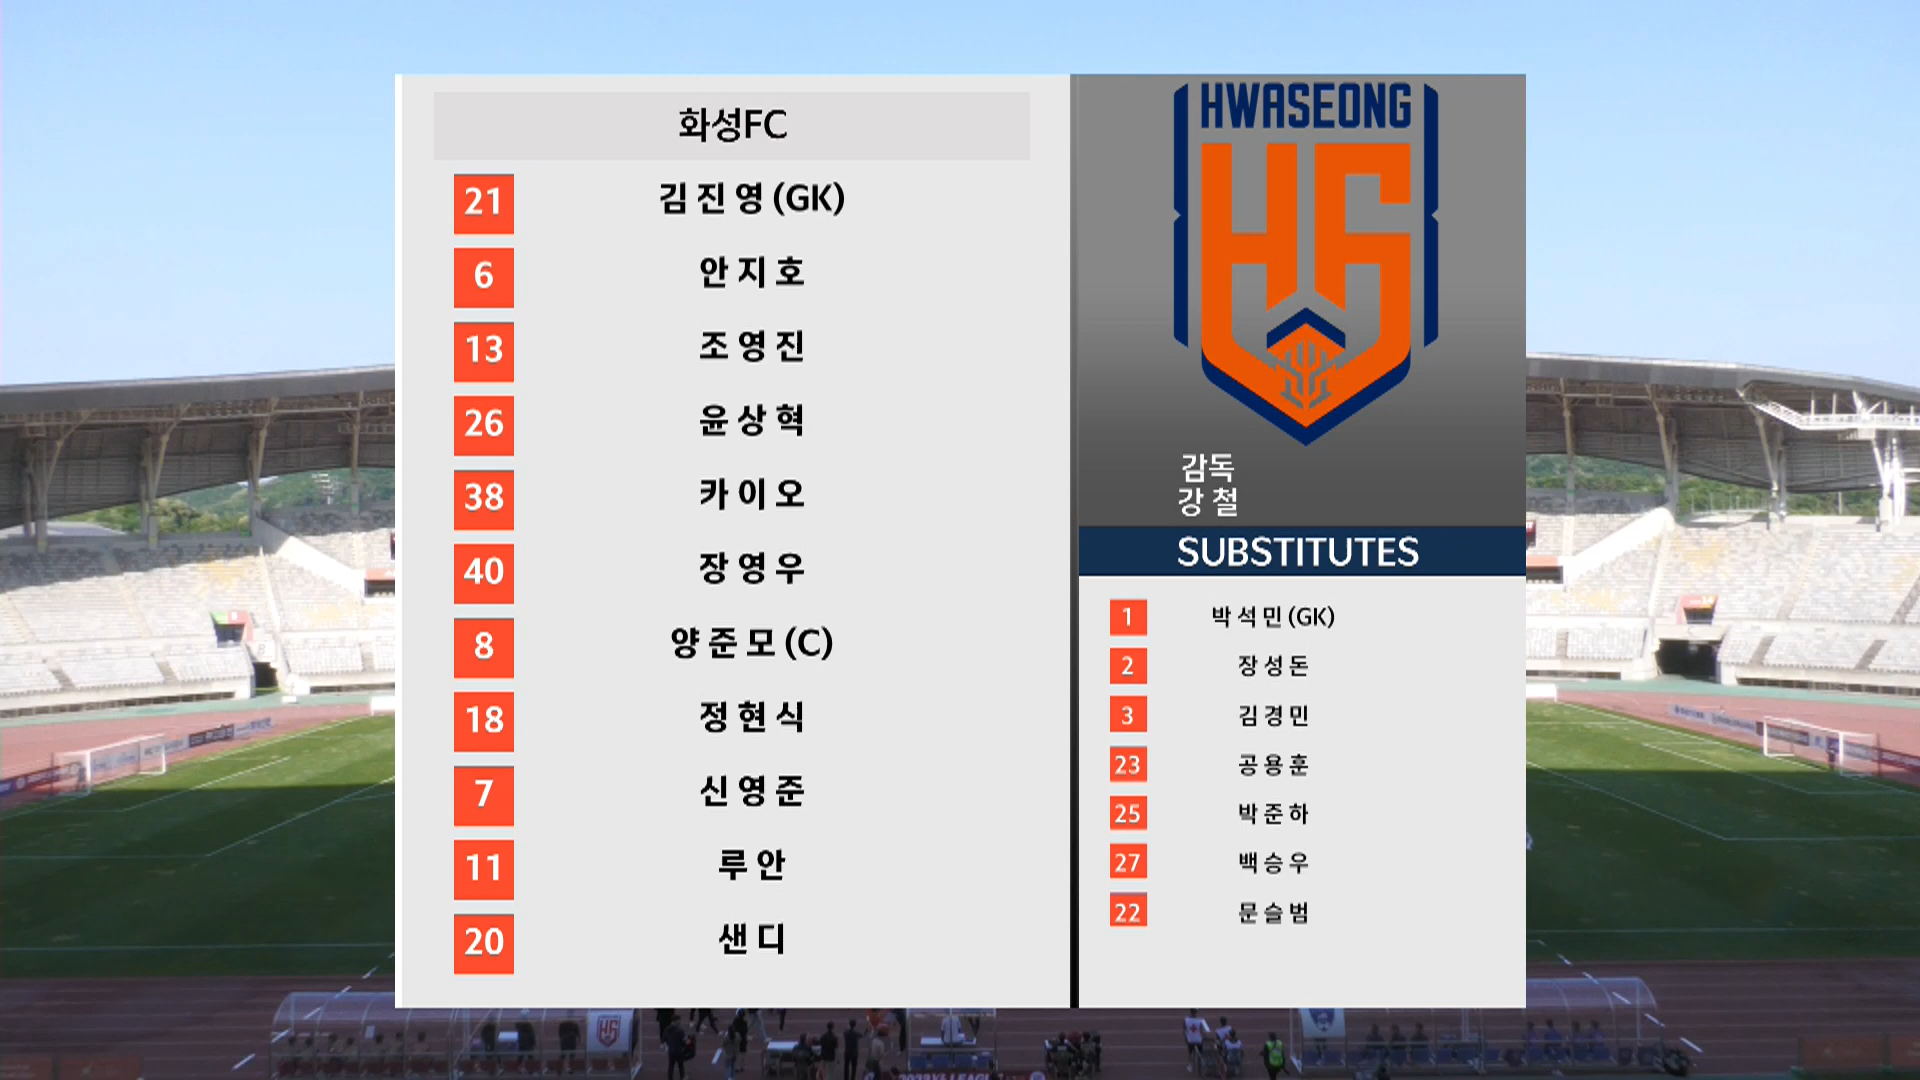 화성FC
21 김진영(GK)
6 안지호
13 조영진
26 윤상혁
38 카이오
40 장영우
8 양준모(C)
18 정현식
7 신영준
11 루안
20 샌디
HWASEONG
HS
감독
강철
SUBSTITUTES
1 박석민(GK)
2 장성돈
3 김경민
23 공용훈
25 박준하
27 백승우
22 문슬범